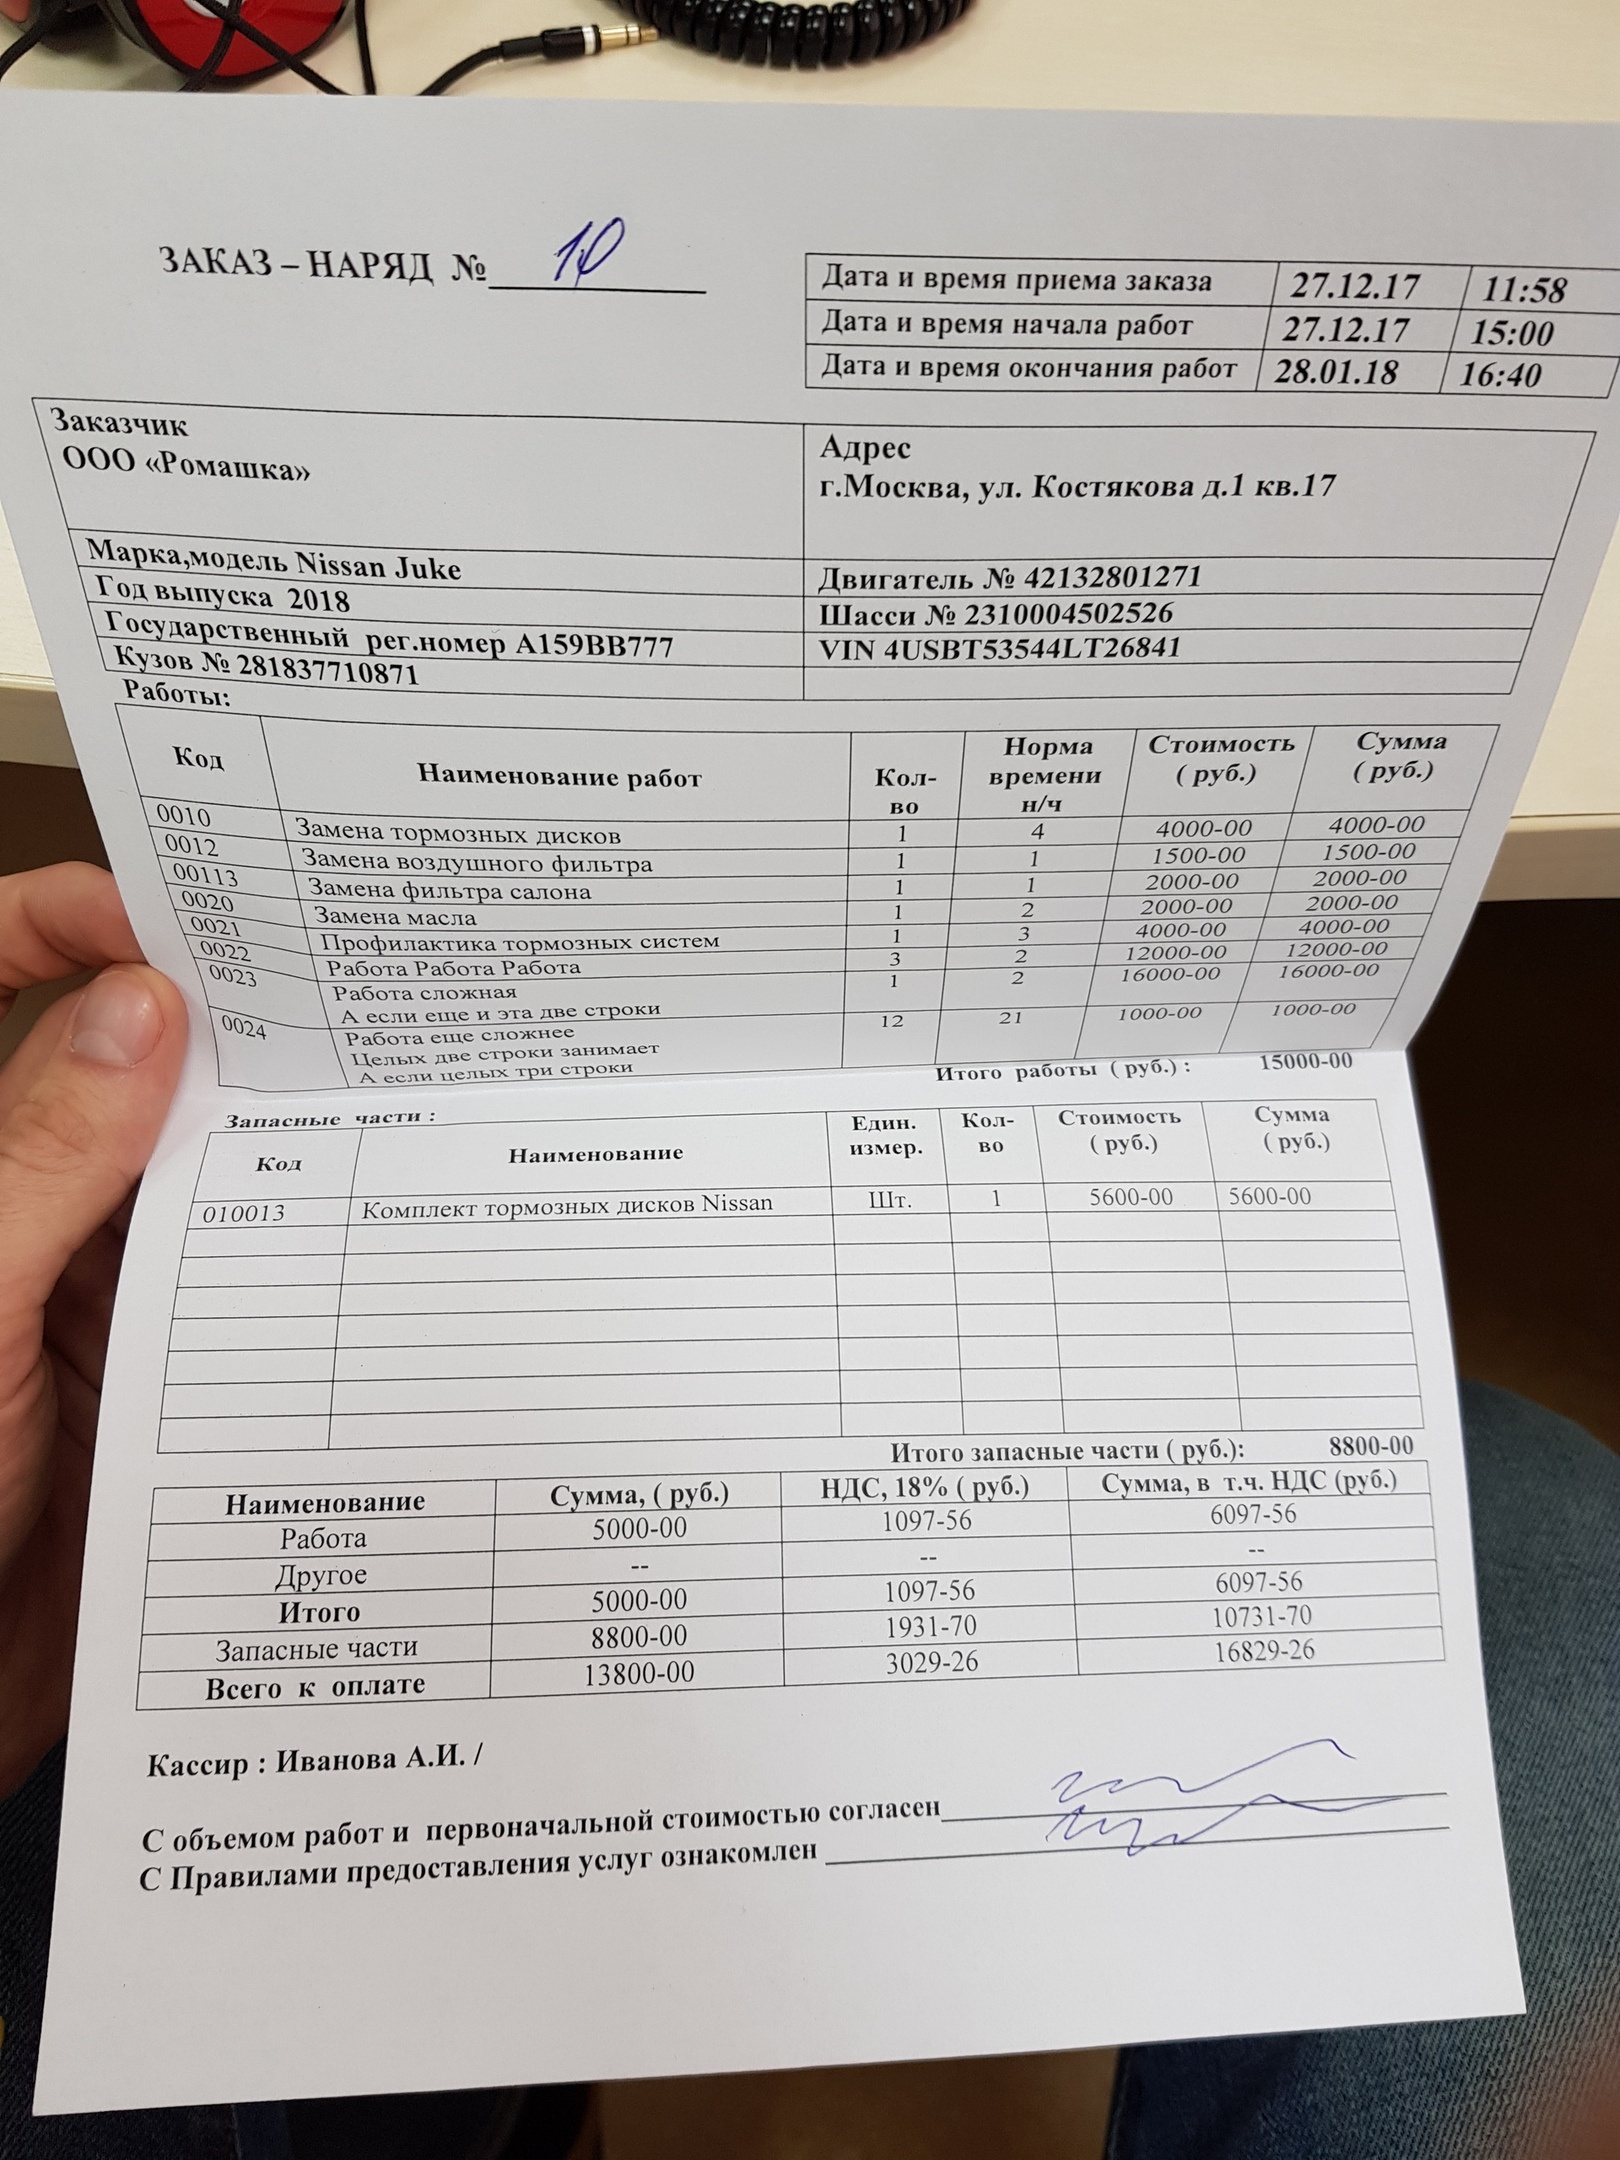 ЗАКАЗ – НАРЯД № 10
Дата и время приема заказа 27.12.17 11:58
Дата и время начала работ 27.12.17 15:00
Дата и время окончания работ 28.01.18 16:40
Заказчик
ООО «Ромашка»
Адрес
г.Москва, ул. Костякова д.1 кв.17
Марка,модель Nissan Juke
Двигатель № 42132801271
Год выпуска 2018
Шасси № 2310004502526
Государственный рег.номер А159ВВ777
VIN 4USBT53544LT26841
Кузов № 281837710871
Работы:
Код Наименование работ Кол-во Норма времени н/ч Стоимость ( руб.) Сумма ( руб.)
0010 Замена тормозных дисков 1 4 4000-00 4000-00
0012 Замена воздушного фильтра 1 1 1500-00 1500-00
00113 Замена фильтра салона 1 1 2000-00 2000-00
0020 Замена масла 1 2 2000-00 2000-00
0021 Профилактика тормозных систем 1 3 4000-00 4000-00
0022 Работа Работа Работа 3 2 12000-00 12000-00
0023 Работа сложная 1 2 16000-00 16000-00
А если еще и эта две строки
0024 Работа еще сложнее 12 21 1000-00 1000-00
Целых две строки занимает
А если целых три строки
Итого работы ( руб.) : 15000-00
Запасные части :
Код Наименование Един. измер. Кол-во Стоимость ( руб.) Сумма ( руб.)
010013 Комплект тормозных дисков Nissan Шт. 1 5600-00 5600-00
Итого запасные части ( руб.): 8800-00
Наименование Сумма, ( руб.) НДС, 18% ( руб.) Сумма, в т.ч. НДС (руб.)
Работа 5000-00 1097-56 6097-56
Другое -- -- --
Итого 5000-00 1097-56 6097-56
Запасные части 8800-00 1931-70 10731-70
Всего к оплате 13800-00 3029-26 16829-26
Кассир : Иванова А.И. /
С объемом работ и первоначальной стоимостью согласен
С Правилами предоставления услуг ознакомлен